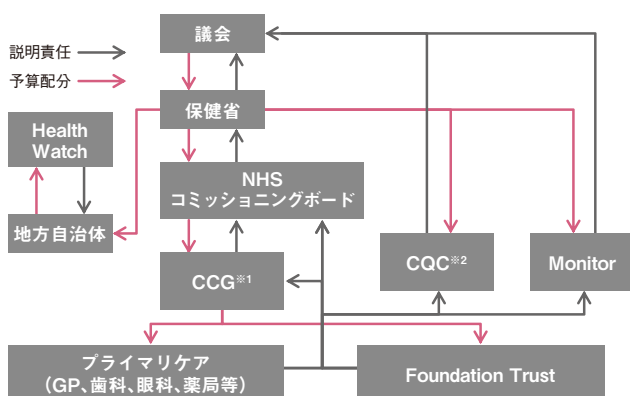 議会
説明責任
予算配分
保健省
Health
Watch
NHS
コミッショニングボード
地方自治体
CCG※1
CQC※2
Monitor
プライマリケア
（GP、歯科、眼科、薬局等）
Foundation Trust